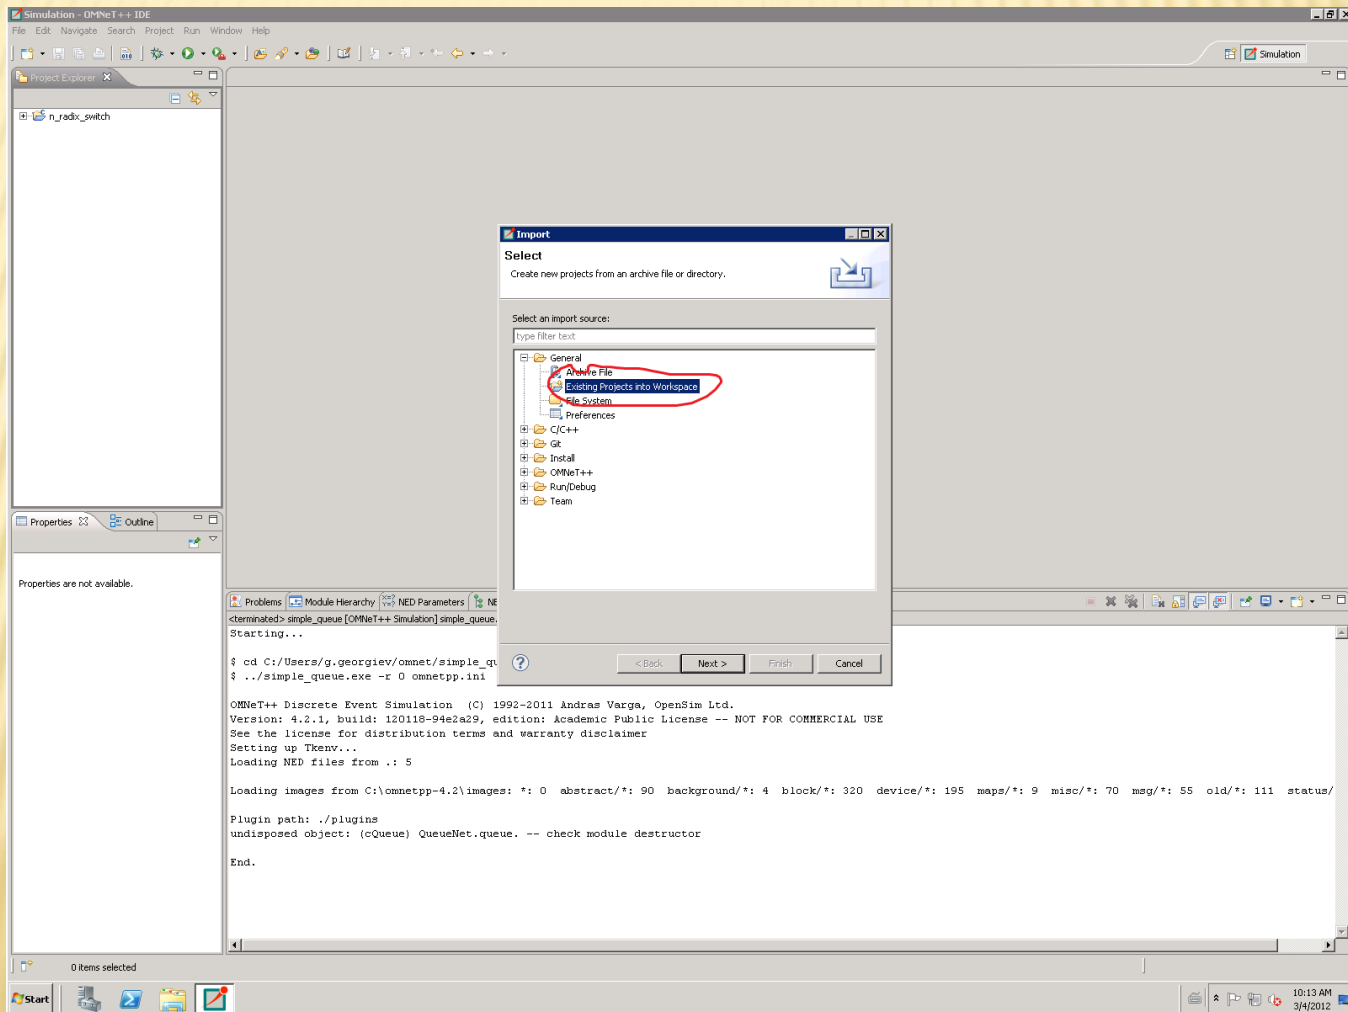 Simulation - OMNeT++ IDE
File Edit Navigate Search Project Run Window Help
Simulation
Project Explorer
n_radix_switch
Import
Select
Create new projects from an archive file or directory.
Select an import source:
type filter text
General
Archive File
Existing Projects into Workspace
File System
Preferences
C/C++
Git
Install
OMNeT++
Run/Debug
Team
< Back Next > Finish Cancel
Properties Outline
Properties are not available.
Problems Module Hierarchy NED Parameters NE
<terminated> simple_queue [OMNeT++ Simulation] simple_queue.
Starting...
$ cd C:/Users/g.georgiev/omnet/simple_qu
$ ../simple_queue.exe -r 0 omnetpp.ini
OMNeT++ Discrete Event Simulation (C) 1992-2011 Andras Varga, OpenSim Ltd.
Version: 4.2.1, build: 120118-94e2a29, edition: Academic Public License -- NOT FOR COMMERCIAL USE
See the license for distribution terms and warranty disclaimer
Setting up Tkenv...
Loading NED files from .: 5
Loading images from C:\omnetpp-4.2\images: *: 0 abstract/*: 90 background/*: 4 block/*: 320 device/*: 195 maps/*: 9 misc/*: 70 msg/*: 55 old/*: 111 status/
Plugin path: ./plugins
undisposed object: (cQueue) QueueNet.queue. -- check module destructor
End.
0 items selected
Start
10:13 AM
3/4/2012